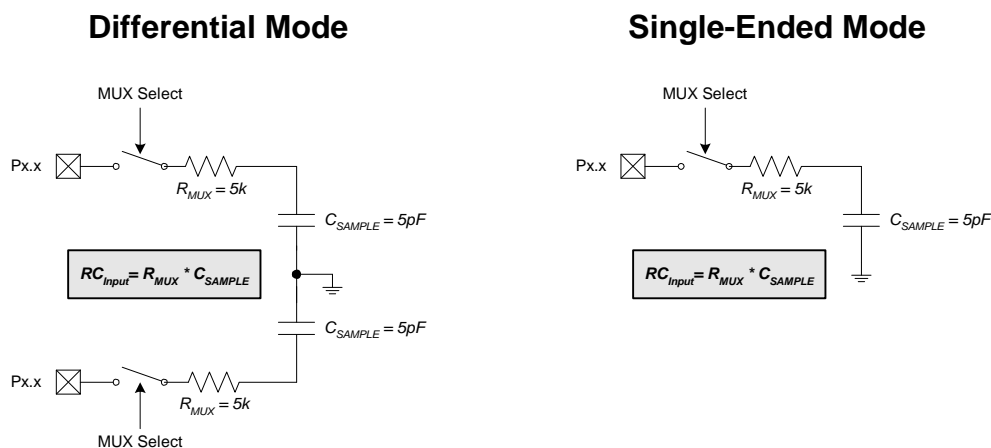 Differential Mode
MUX Select
Px.x
R_MUX = 5k
C_SAMPLE = 5pF
RC_Input= R_MUX * C_SAMPLE
C_SAMPLE = 5pF
Px.x
R_MUX = 5k
MUX Select
Single-Ended Mode
MUX Select
Px.x
R_MUX = 5k
C_SAMPLE = 5pF
RC_Input= R_MUX * C_SAMPLE